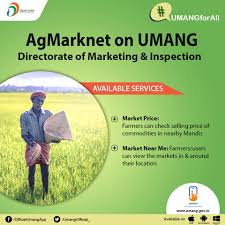 Digital India
#
UMANGforAll
AgMarknet on UMANG
Directorate of Marketing & Inspection
AVAILABLE SERVICES
Market Price:
Farmers can check selling price of
commodities in nearby Mandis
Market Near Me: Farmers/users
can view the markets in & around
their location
UMANG
www.umang.gov.in
/OfficialUmangApp
/UmangOfficial_
Available on